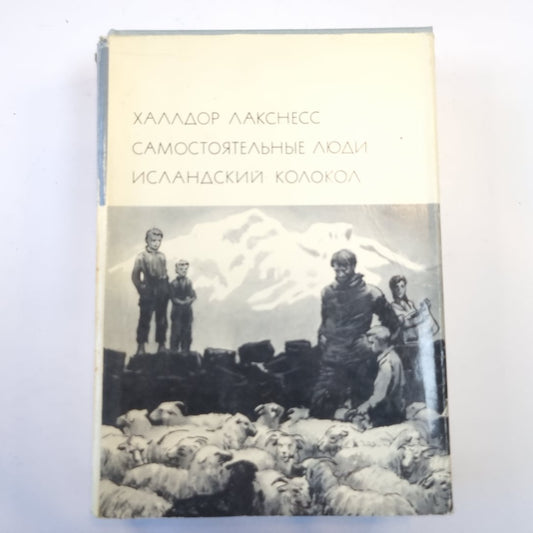 ХАЛЛДОР ЛАКСНЕСС
САМОСТОЯТЕЛЬНЫЕ ЛЮДИ
ИСЛАНДСКИЙ КОЛОКОЛ